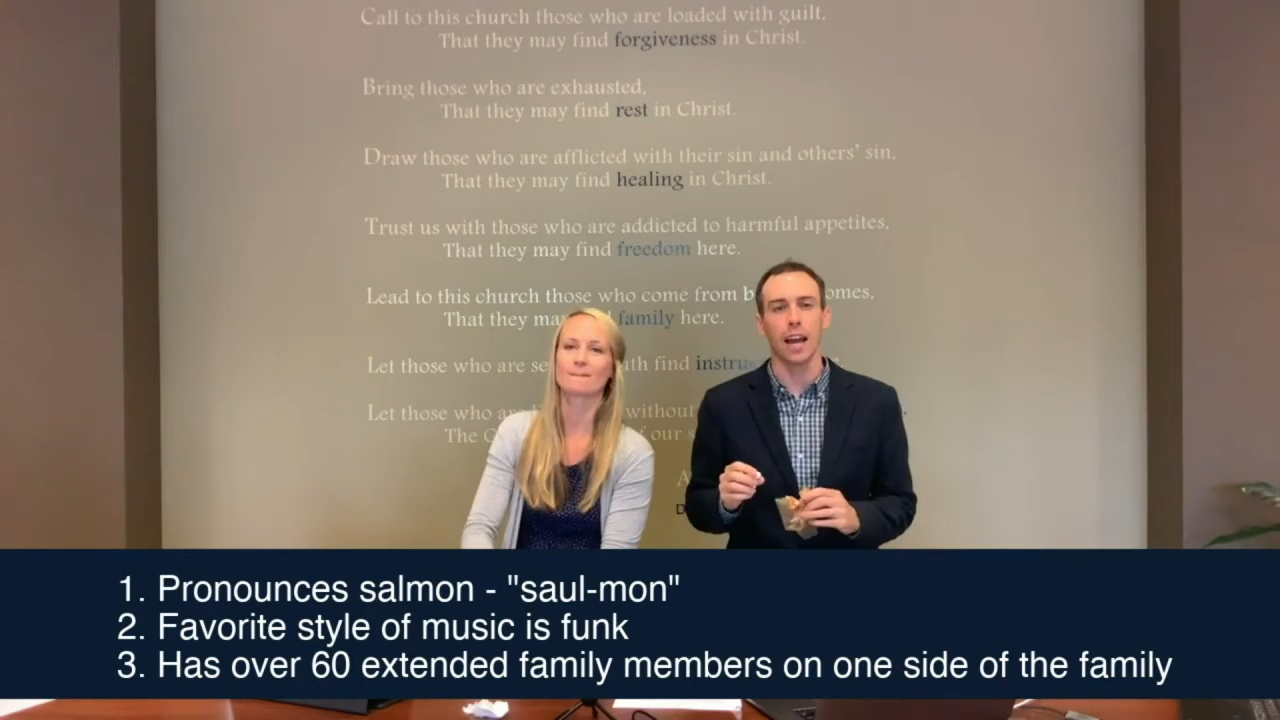 Call to this church those who are loaded with guilt,
That they may find forgiveness in Christ.
Bring those who are exhausted,
That they may find rest in Christ.
Draw those who are afflicted with their sin and others' sin,
That they may find healing in Christ.
Trust us with those who are addicted to harmful appetites,
That they may find freedom here.
Lead to this church those who come from
That they family here.
Let those who are find
Let those who without
The of our
1. Pronounces salmon - "saul-mon"
2. Favorite style of music is funk
3. Has over 60 extended family members on one side of the family